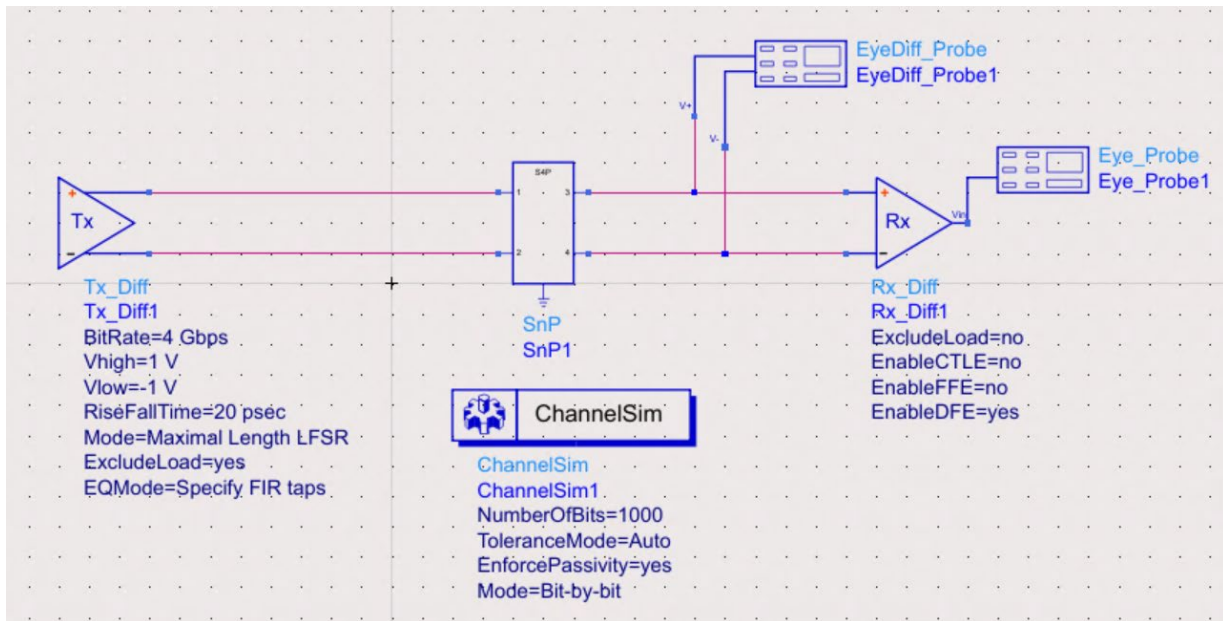 EyeDiff_Probe
EyeDiff_Probe1
V+
V-
Eye_Probe
Eye_Probe1
S4P
1
3
2
4
+
Tx
−
+
Rx
−
Vin
Tx_Diff
Tx_Diff1
BitRate=4 Gbps
Vhigh=1 V
Vlow=-1 V
RiseFallTime=20 psec
Mode=Maximal Length LFSR
ExcludeLoad=yes
EQMode=Specify FIR taps
SnP
SnP1
ChannelSim
ChannelSim
ChannelSim1
NumberOfBits=1000
ToleranceMode=Auto
EnforcePassivity=yes
Mode=Bit-by-bit
Rx_Diff
Rx_Diff1
ExcludeLoad=no
EnableCTLE=no
EnableFFE=no
EnableDFE=yes